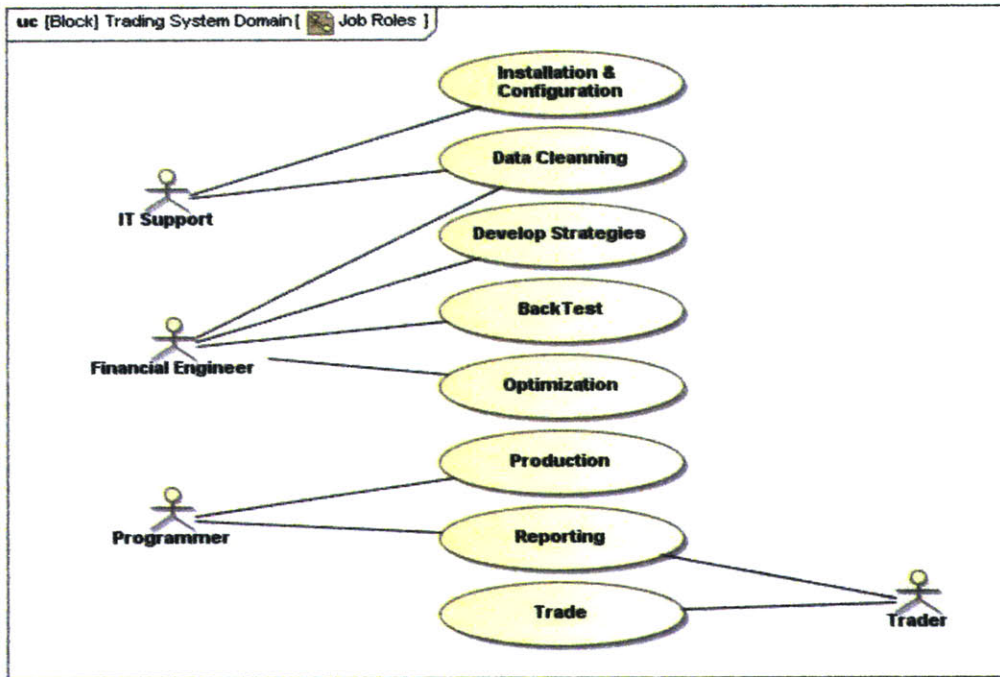 uc [Block] Trading System Domain [ Job Roles ]
Installation &
Configuration
Data Cleanning
IT Support
Develop Strategies
BackTest
Financial Engineer
Optimization
Production
Programmer
Reporting
Trade
Trader